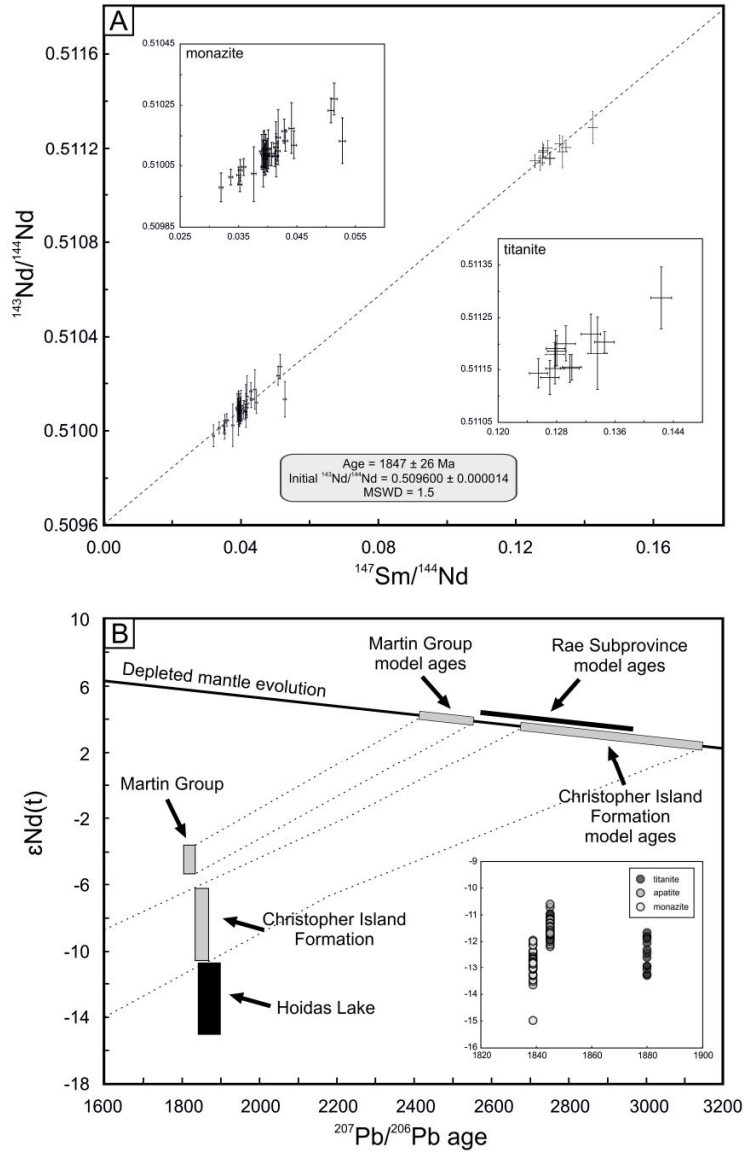 A
monazite
0.51045
0.51025
0.51005
0.50985
0.025
0.035
0.045
0.055
0.5116
0.5112
0.5108
0.5104
0.5100
0.5096
¹⁴³Nd/¹⁴⁴Nd
titanite
0.51135
0.51125
0.51115
0.51105
0.120
0.128
0.136
0.144
Age = 1847 ± 26 Ma
Initial ¹⁴³Nd/¹⁴⁴Nd = 0.509600 ± 0.000014
MSWD = 1.5
0.00
0.04
0.08
0.12
0.16
¹⁴⁷Sm/¹⁴⁴Nd
B
10
6
2
-2
-6
-10
-14
-18
εNd(t)
Depleted mantle evolution
Martin Group
model ages
Rae Subprovince
model ages
Martin Group
Christopher Island
Formation
model ages
Christopher Island
Formation
Hoidas Lake
-9
-10
-11
-12
-13
-14
-15
-16
titanite
apatite
monazite
1820
1840
1860
1880
1900
1600
1800
2000
2200
2400
2600
2800
3000
3200
²⁰⁷Pb/²⁰⁶Pb age